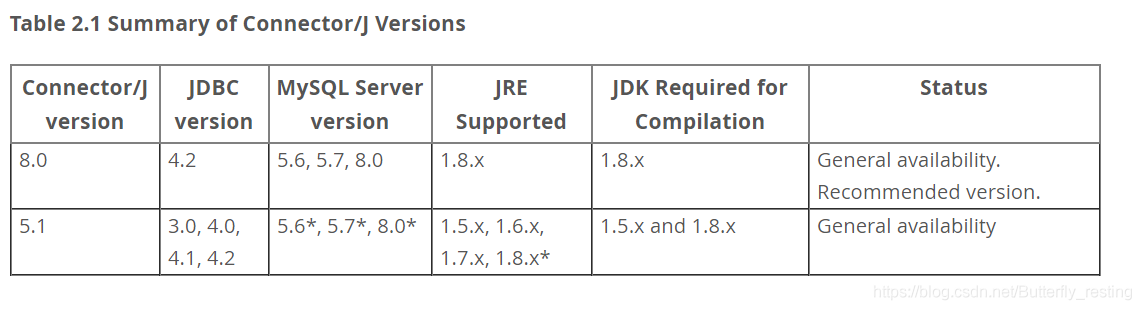 Table 2.1 Summary of Connector/J Versions
Connector/J version JDBC version MySQL Server version JRE Supported JDK Required for Compilation Status
8.0 4.2 5.6, 5.7, 8.0 1.8.x 1.8.x General availability. Recommended version.
5.1 3.0, 4.0, 4.1, 4.2 5.6*, 5.7*, 8.0* 1.5.x, 1.6.x, 1.7.x, 1.8.x* 1.5.x and 1.8.x General availability
https://blog.csdn.net/Butterfly_resting